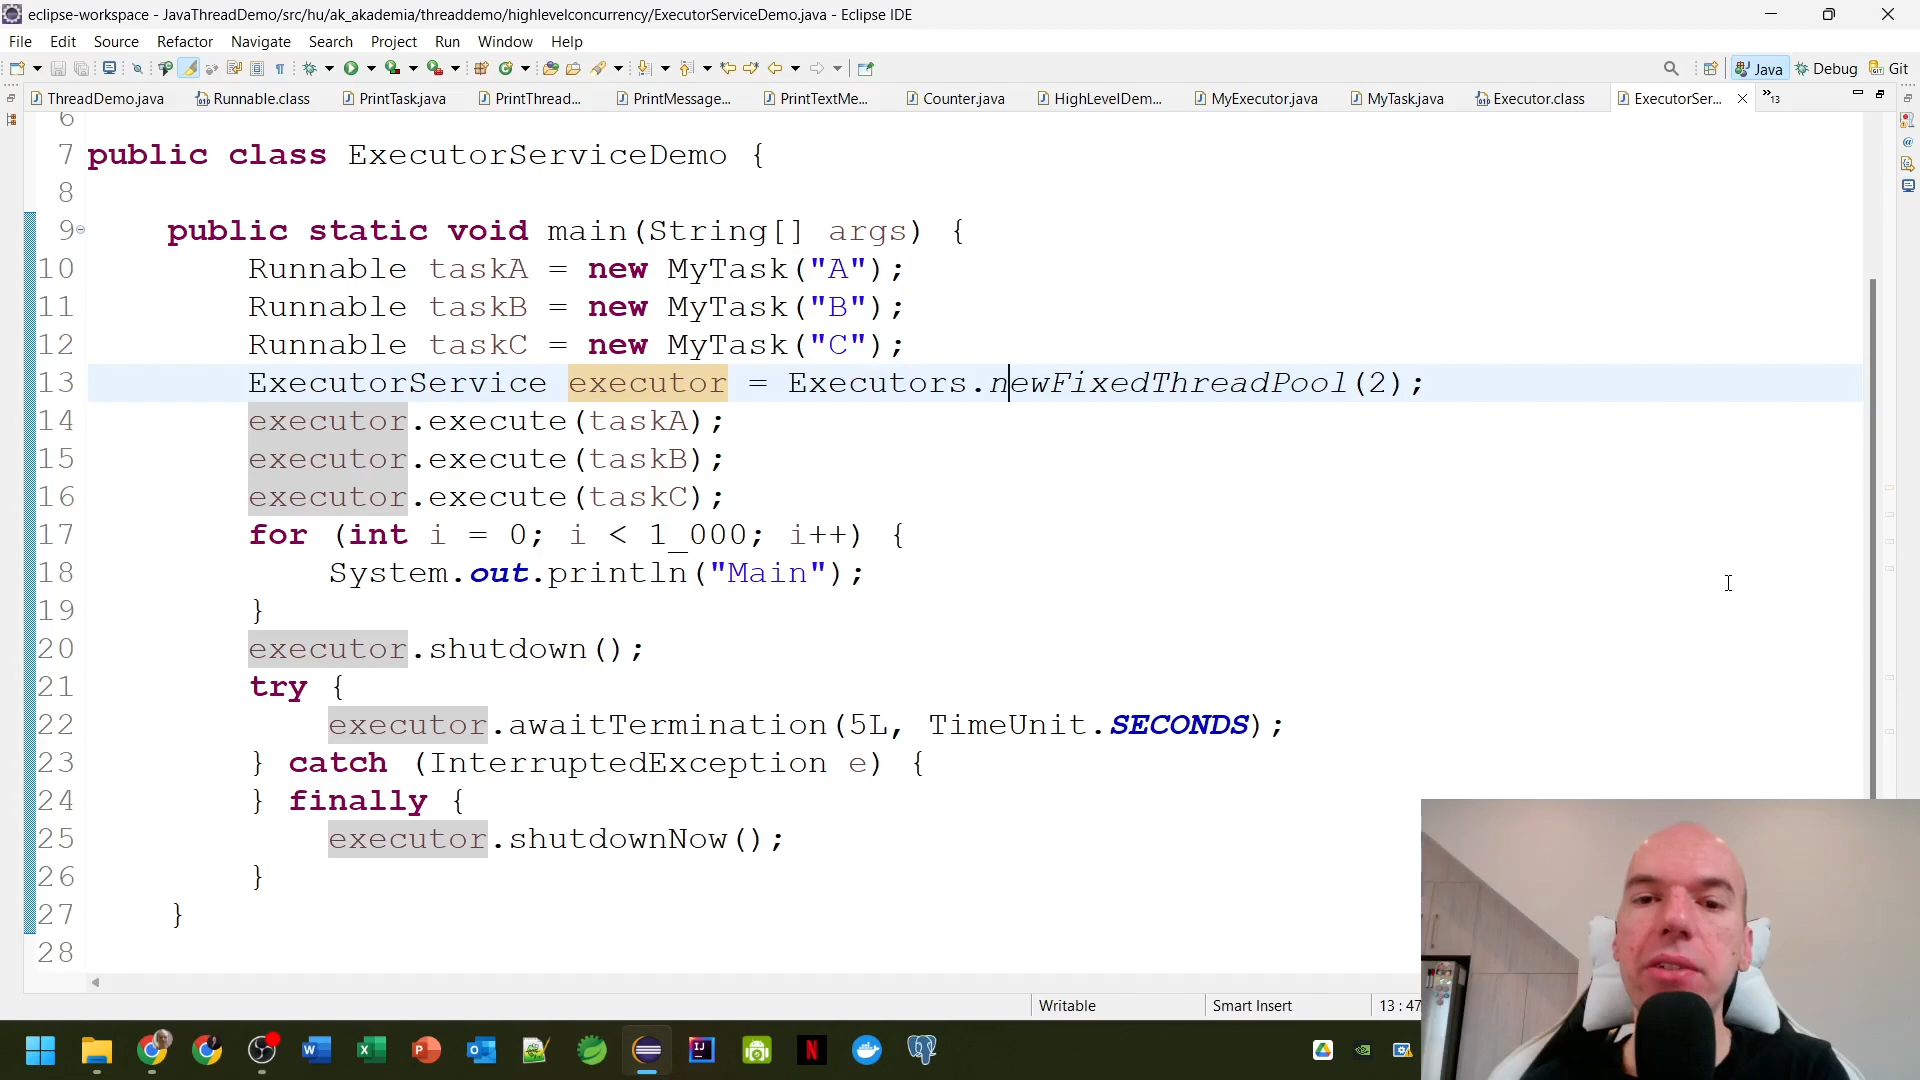 eclipse-workspace - JavaThreadDemo/src/hu/ak_akademia/threaddemo/highlevelconcurrency/ExecutorServiceDemo.java - Eclipse IDE
File Edit Source Refactor Navigate Search Project Run Window Help
Java Debug Git
ThreadDemo.java Runnable.class PrintTask.java PrintThread... PrintMessage... PrintTextMe... Counter.java HighLevelDem... MyExecutor.java MyTask.java Executor.class ExecutorSer... 13
6
7 public class ExecutorServiceDemo {
8
9 public static void main(String[] args) {
10 Runnable taskA = new MyTask("A");
11 Runnable taskB = new MyTask("B");
12 Runnable taskC = new MyTask("C");
13 ExecutorService executor = Executors.newFixedThreadPool(2);
14 executor.execute(taskA);
15 executor.execute(taskB);
16 executor.execute(taskC);
17 for (int i = 0; i < 1_000; i++) {
18 System.out.println("Main");
19 }
20 executor.shutdown();
21 try {
22 executor.awaitTermination(5L, TimeUnit.SECONDS);
23 } catch (InterruptedException e) {
24 } finally {
25 executor.shutdownNow();
26 }
27 }
28
Writable Smart Insert 13 : 47